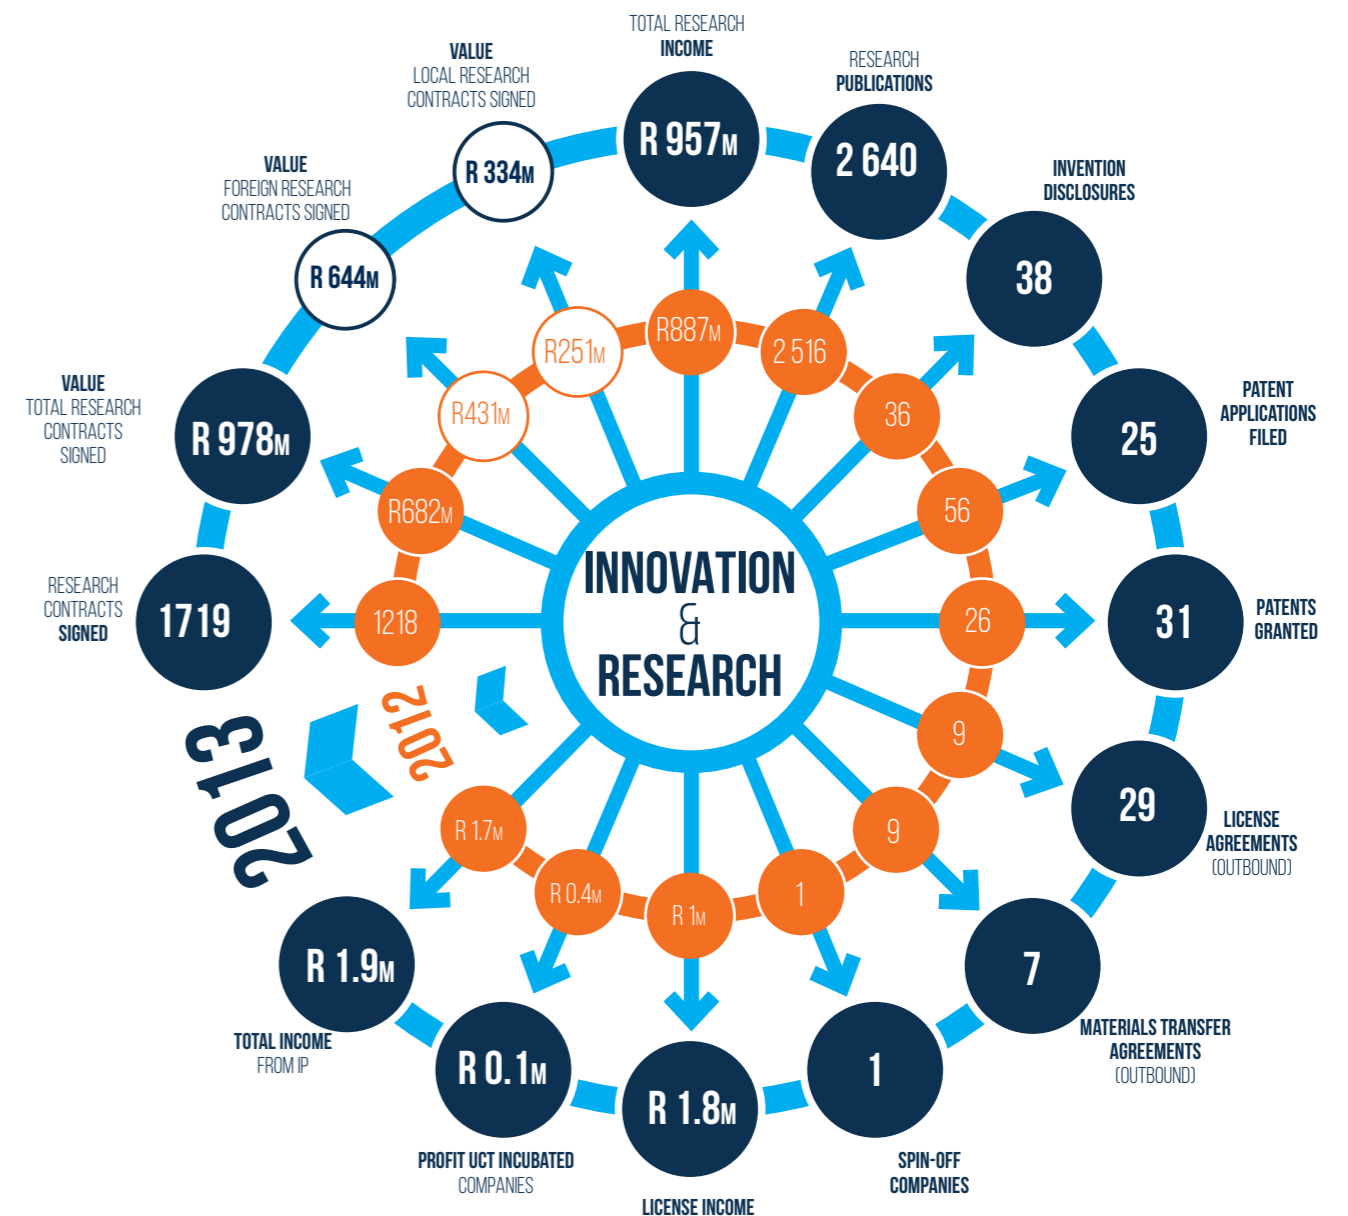 TOTAL RESEARCH
INCOME
R 957M
RESEARCH
PUBLICATIONS
2 640
INVENTION
DISCLOSURES
38
PATENT
APPLICATIONS
FILED
25
PATENTS
GRANTED
31
LICENSE
AGREEMENTS
(OUTBOUND)
29
MATERIALS TRANSFER
AGREEMENTS
(OUTBOUND)
7
SPIN-OFF
COMPANIES
1
LICENSE INCOME
R 1.8M
PROFIT UCT INCUBATED
COMPANIES
R 0.1M
TOTAL INCOME
FROM IP
R 1.9M
2013
RESEARCH
CONTRACTS
SIGNED
1719
VALUE
TOTAL RESEARCH
CONTRACTS
SIGNED
R 978M
VALUE
FOREIGN RESEARCH
CONTRACTS SIGNED
R 644M
VALUE
LOCAL RESEARCH
CONTRACTS SIGNED
R 334M
R887M
2 516
36
56
26
9
9
1
R 1M
R 0.4M
R 1.7M
2012
1218
R682M
R431M
R251M
INNOVATION
&
RESEARCH